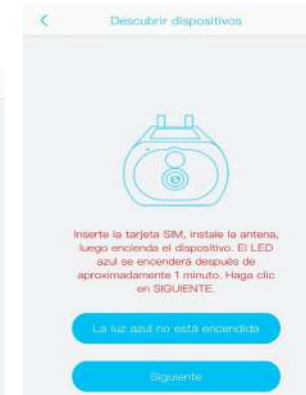 Descubrir dispositivos
Inserte la tarjeta SIM, instale la antena,
luego encienda el dispositivo. El LED
azul se encenderá después de
aproximadamente 1 minuto. Haga clic
en SIGUIENTE.
La luz azul no está encendida
Siguiente